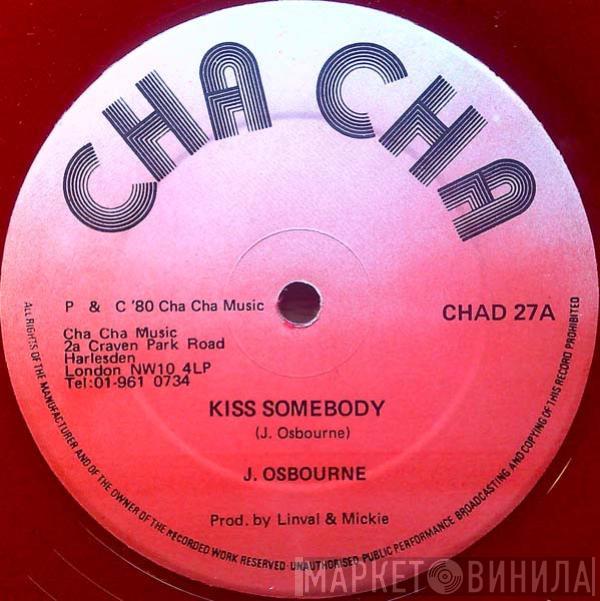 CHA CHA
P & C '80 Cha Cha Music
CHAD 27A
Cha Cha Music
2a Craven Park Road
Harlesden
London NW10 4LP
Tel:01-961 0734
KISS SOMEBODY
(J. Osbourne)
J. OSBOURNE
Prod. by Linval & Mickie
ALL RIGHTS OF THE MANUFACTURER AND OF THE OWNER OF THE RECORDED WORK RESERVED-UNAUTHORISED PUBLIC PERFORMANCE BROADCASTING AND COPYING OF THIS RECORD PROHIBITED
МАРКЕТ ВИНИЛА